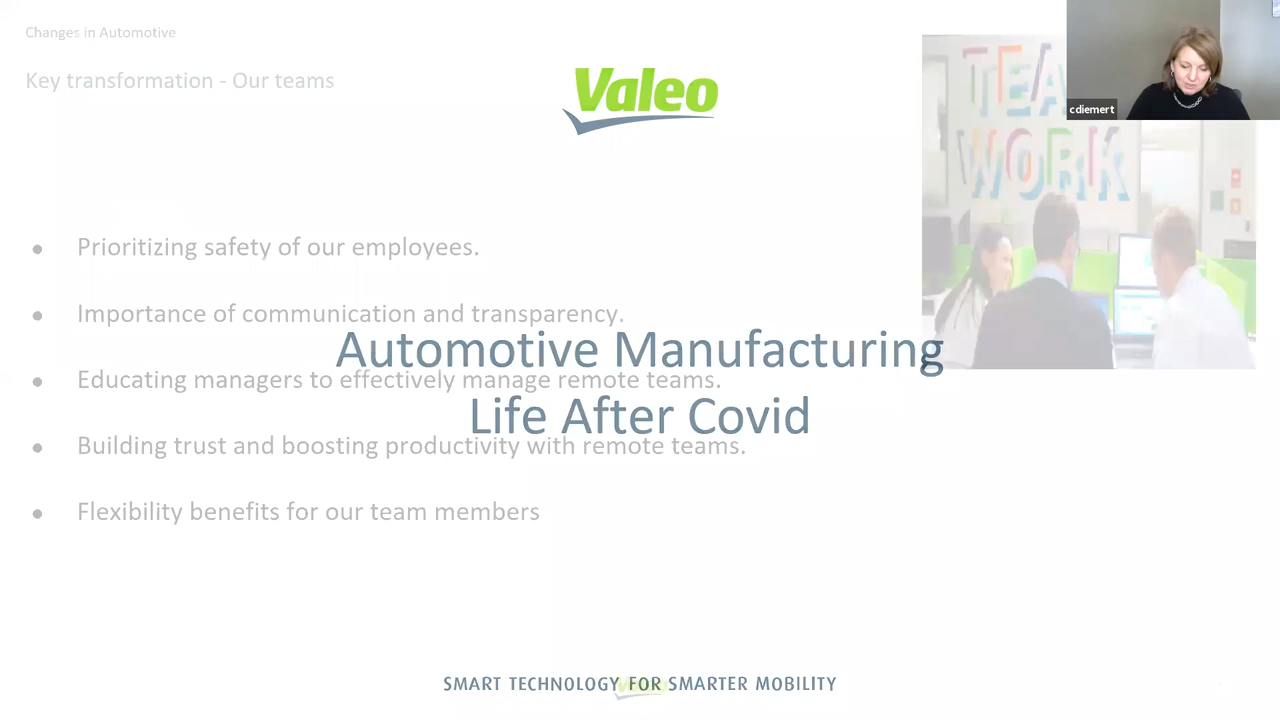 Changes in Automotive
Key transformation - Our teams
Valeo
TEA
WORK
cdiemert
Prioritizing safety of our employees.
Importance of communication and transparency.
Automotive Manufacturing
Educating managers to effectively manage remote teams.
Life After Covid
Building trust and boosting productivity with remote teams.
Flexibility benefits for our team members
SMART TECHNOLOGY FOR SMARTER MOBILITY